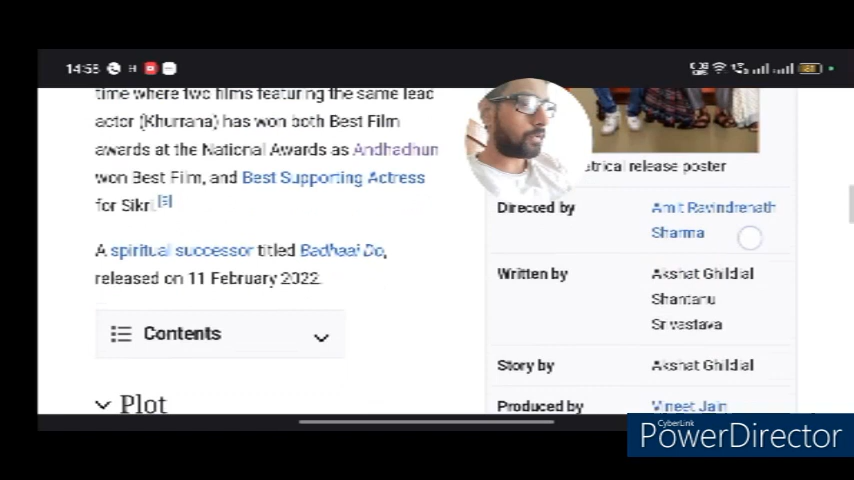 14:58
time where two films featuring the same lead
actor (Khurrana) has won both Best Film
awards at the National Awards as Andhadhun
won Best Film, and Best Supporting Actress
for Sikri.
A spiritual successor titled Badhaai Do,
released on 11 February 2022.
Contents
Plot
etrical release poster
Directed by Amit Ravindrenath
Sharma
Written by Akshat Ghildial
Shantanu
Srivastava
Story by Akshat Ghildial
Produced by Vineet Jain
CyberLink
PowerDirector